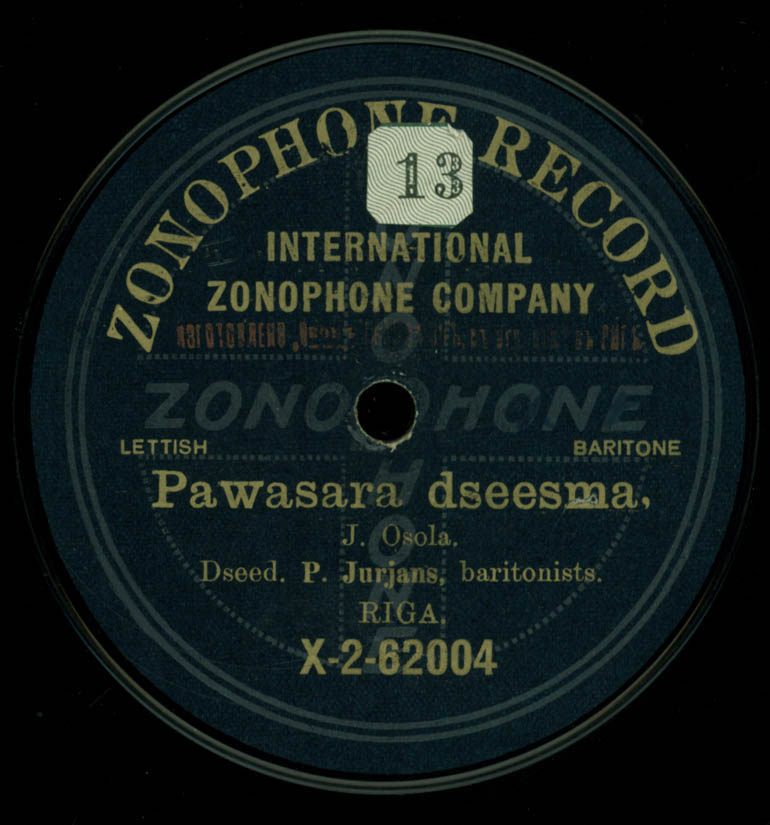 ZONOPHONE RECORD
13
INTERNATIONAL
ZONOPHONE COMPANY
ИЗГОТОВЛЕНО
ZONOPHONE
ZONOPHONE
LETTISH
BARITONE
Pawasara dseesma,
J. Osola.
Dseed. P. Jurjans, baritonists.
RIGA.
X-2-62004